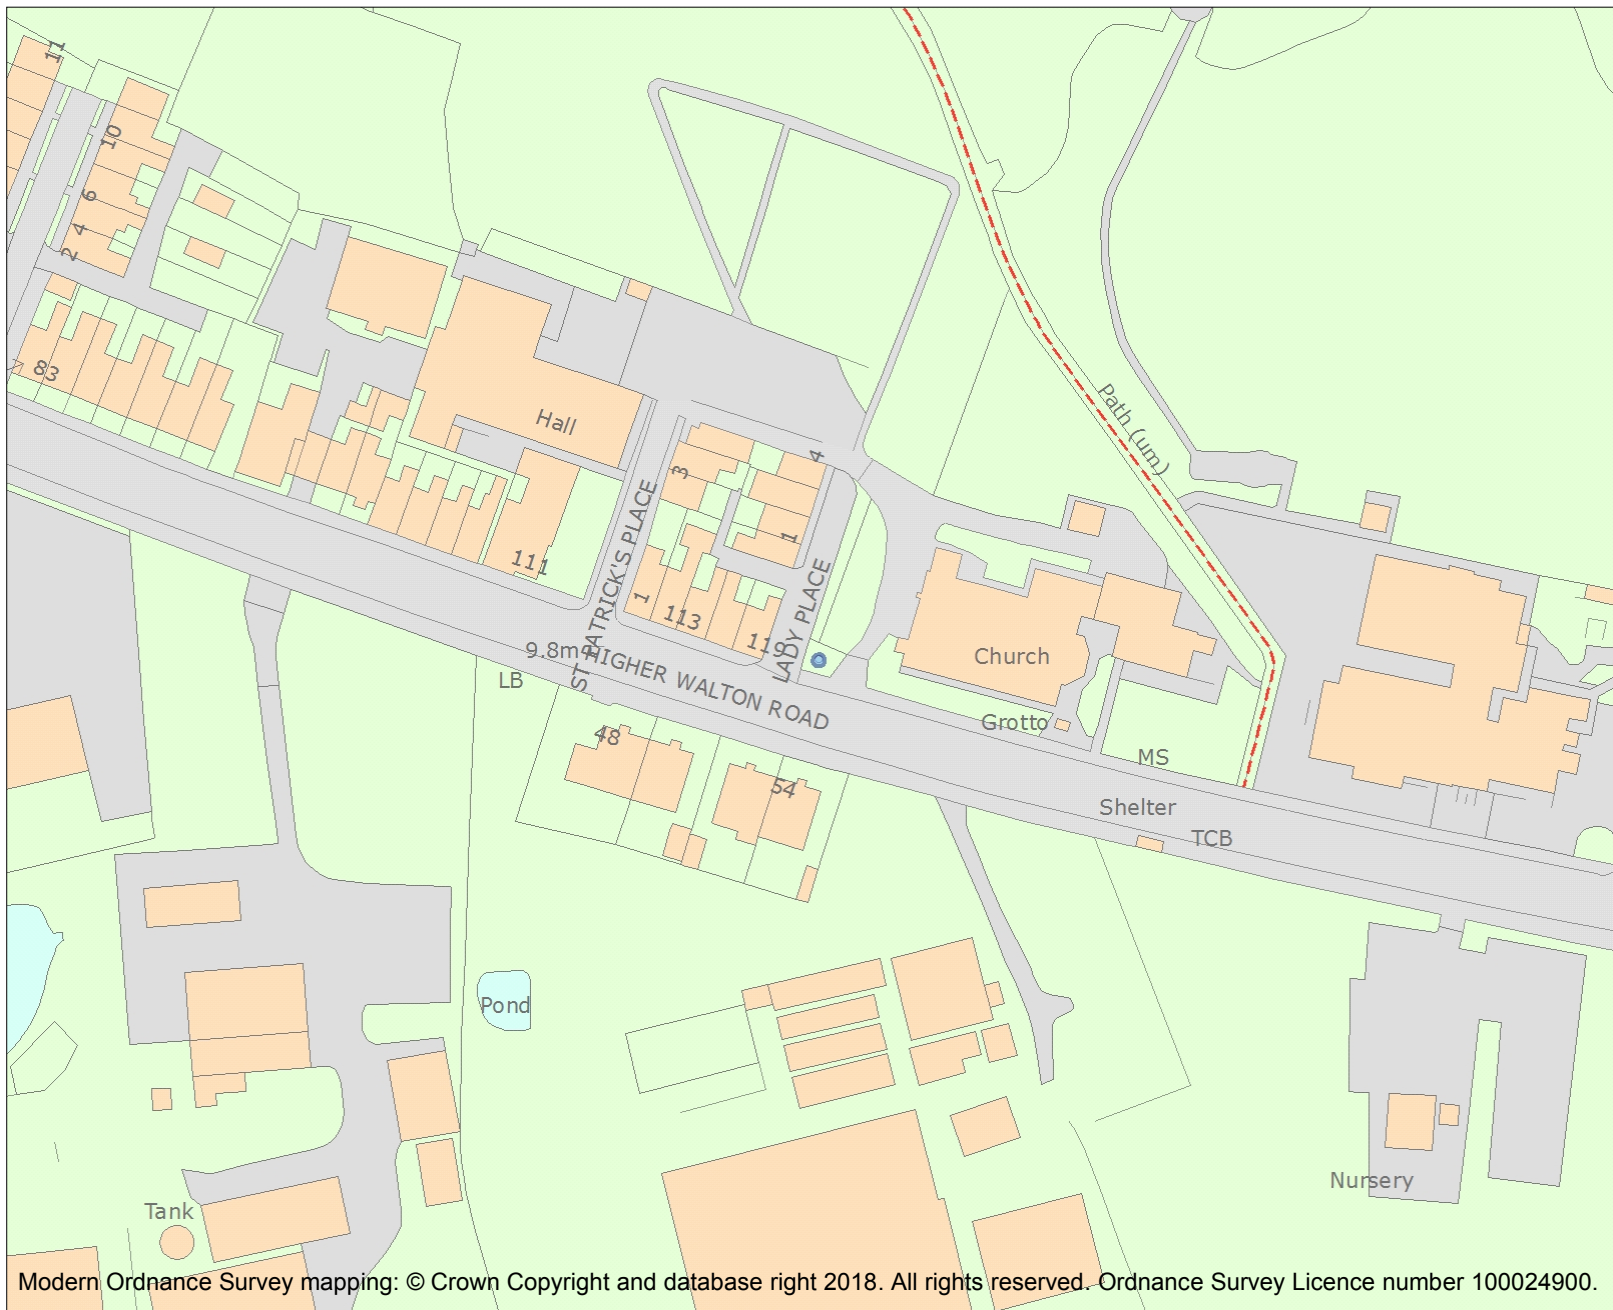 11
10
6
4
2
83
Hall
Path (um)
3
4
1
111
ST PATRICK'S PLACE
1
113
119
LADY PLACE
9.8m
HIGHER WALTON ROAD
LB
Church
Grotto
MS
48
54
Shelter
TCB
Pond
Nursery
Tank
Modern Ordnance Survey mapping: © Crown Copyright and database right 2018. All rights reserved. Ordnance Survey Licence number 100024900.